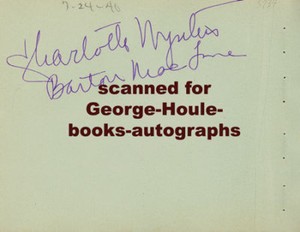 7-24-40
Charlotte Wynters
Barton MacLane
scanned for
George-Houle-
books-autographs